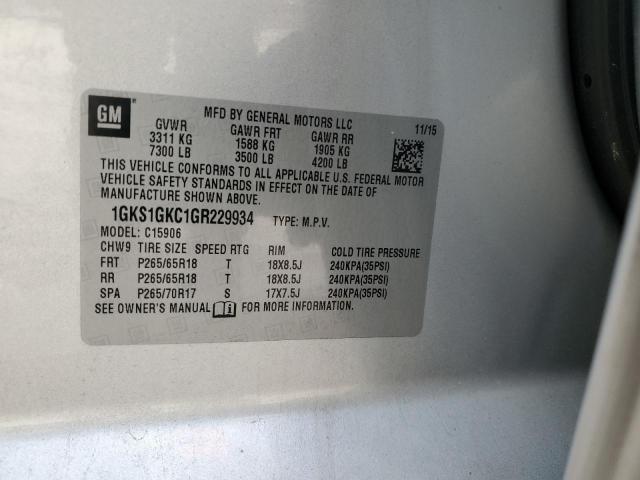 GM ®
MFD BY GENERAL MOTORS LLC
GVWR GAWR FRT GAWR RR 11/15
3311 KG 1588 KG 1905 KG
7300 LB 3500 LB 4200 LB
THIS VEHICLE CONFORMS TO ALL APPLICABLE U.S. FEDERAL MOTOR
VEHICLE SAFETY STANDARDS IN EFFECT ON THE DATE OF
MANUFACTURE SHOWN ABOVE.
1GKS1GKC1GR229934 TYPE: M.P.V.
MODEL: C15906
CHW9 TIRE SIZE SPEED RTG RIM COLD TIRE PRESSURE
FRT P265/65R18 T 18X8.5J 240KPA(35PSI)
RR P265/65R18 T 18X8.5J 240KPA(35PSI)
SPA P265/70R17 S 17X7.5J 240KPA(35PSI)
SEE OWNER'S MANUAL i FOR MORE INFORMATION.